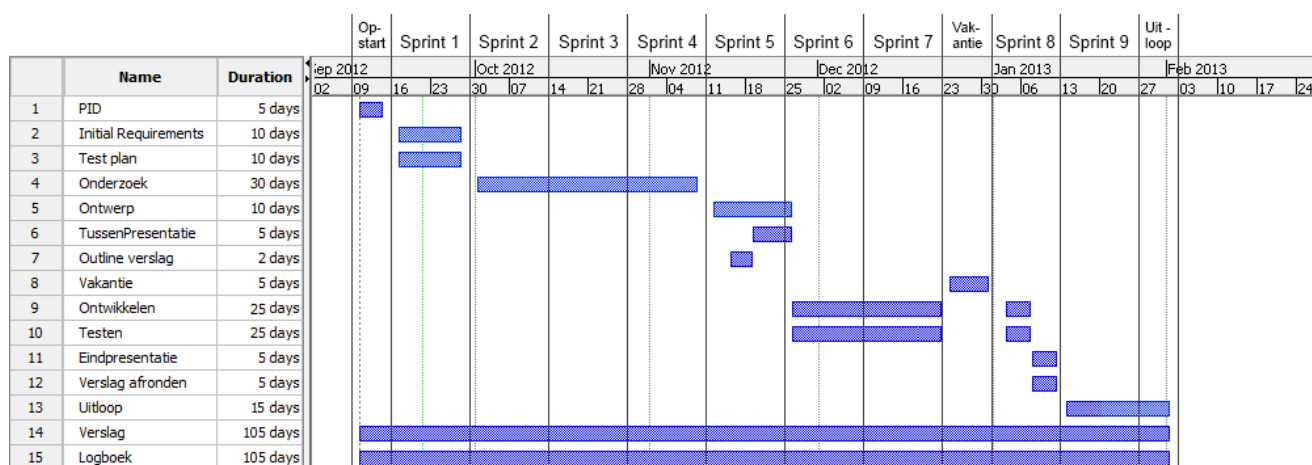 Op- Vak- Uit -
start Sprint 1 Sprint 2 Sprint 3 Sprint 4 Sprint 5 Sprint 6 Sprint 7 antie Sprint 8 Sprint 9 loop
Name Duration ep 2012 Oct 2012 Nov 2012 Dec 2012 Jan 2013 Feb 2013
02 09 16 23 30 07 14 21 28 04 11 18 25 02 09 16 23 30 06 13 20 27 03 10 17 24
1 PID 5 days
2 Initial Requirements 10 days
3 Test plan 10 days
4 Onderzoek 30 days
5 Ontwerp 10 days
6 TussenPresentatie 5 days
7 Outline verslag 2 days
8 Vakantie 5 days
9 Ontwikkelen 25 days
10 Testen 25 days
11 Eindpresentatie 5 days
12 Verslag afronden 5 days
13 Uitloop 15 days
14 Verslag 105 days
15 Logboek 105 days